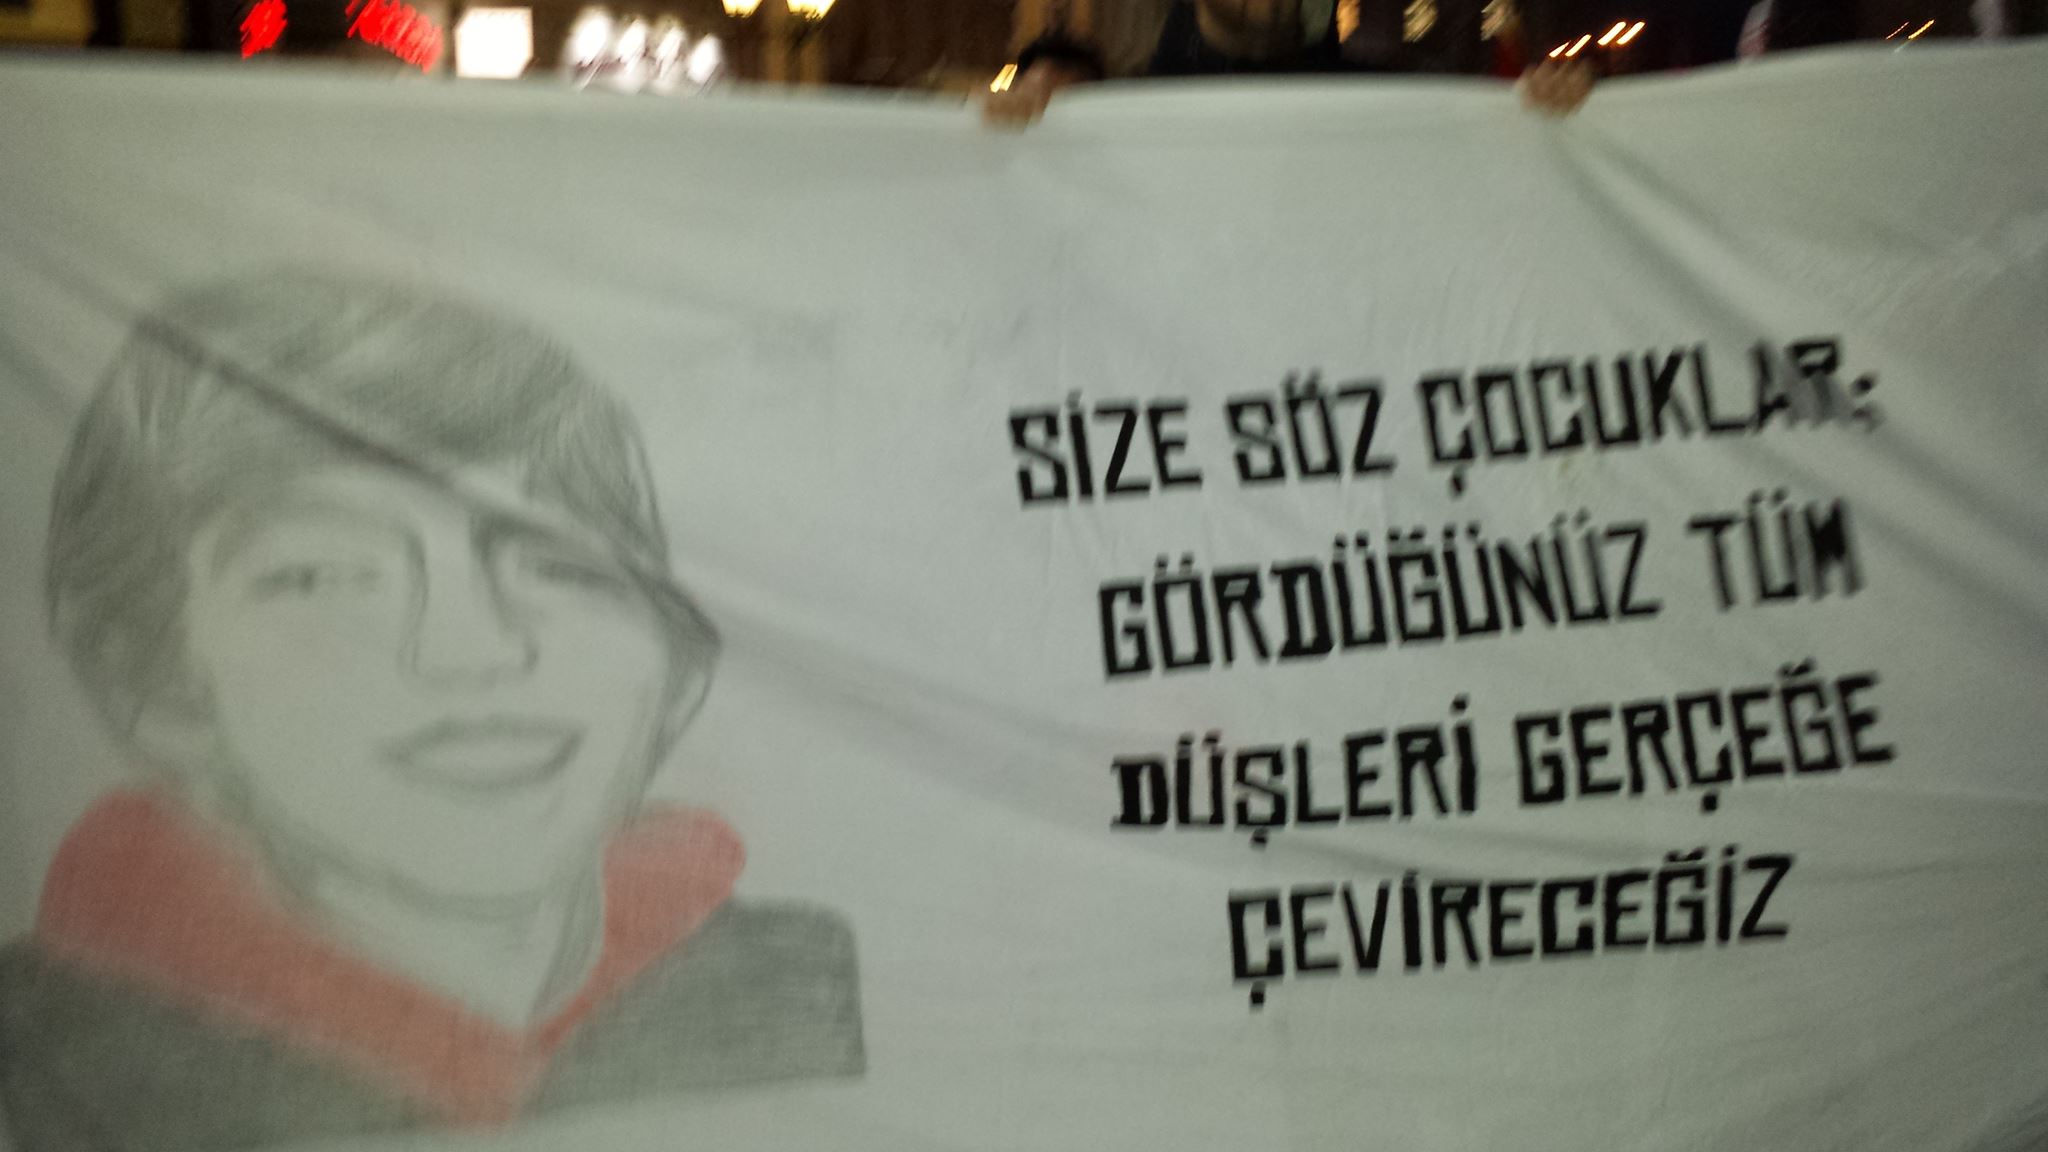 SİZE SÖZ ÇOCUKLAR;
GÖRDÜĞÜNÜZ TÜM
DÜŞLERİ GERÇEĞE
ÇEVİRECEĞİZ